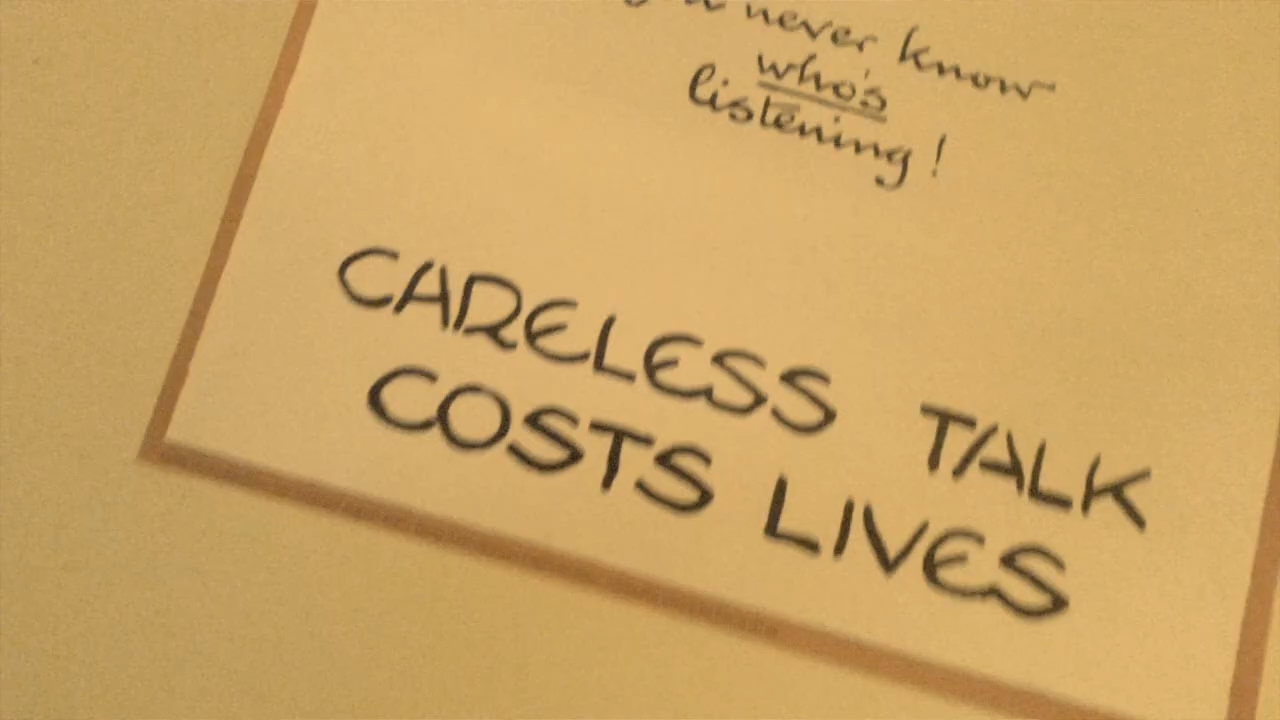 never know
who's
listening!
CARELESS TALK
COSTS LIVES